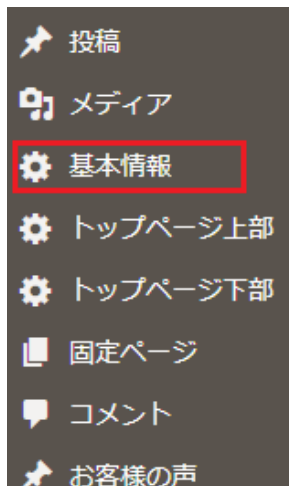 投稿
メディア
基本情報
トップページ上部
トップページ下部
固定ページ
コメント
お客様の声